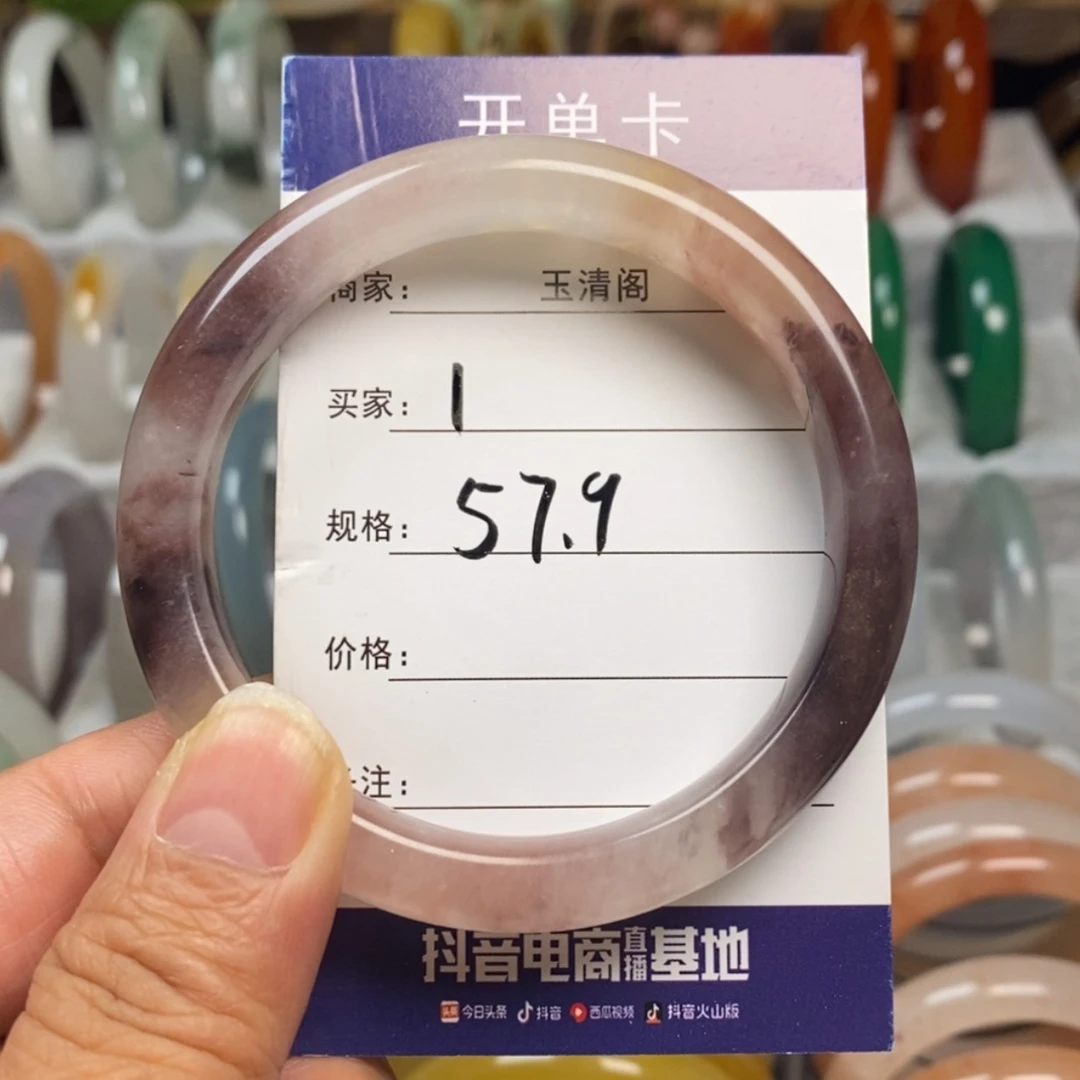 开单卡
商家： 玉清阁
买家： 1
规格： 57.9
价格：
注：
抖音电商直播基地
今日头条 抖音 西瓜视频 抖音火山版